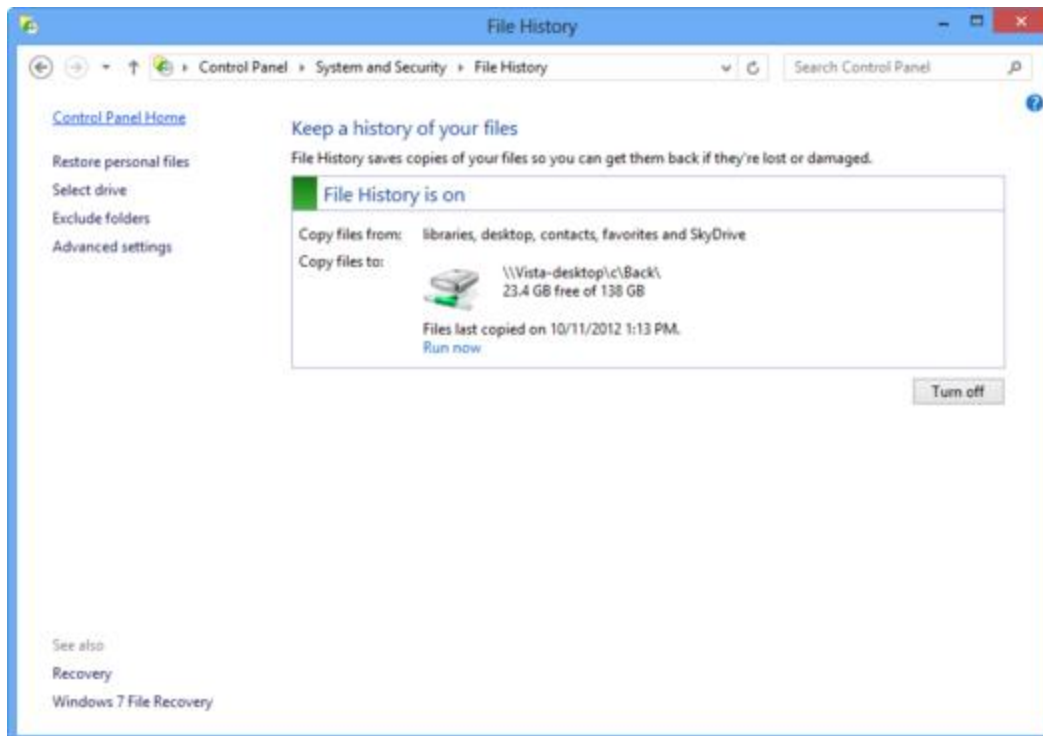 File History
Control Panel ▸ System and Security ▸ File History
Search Control Panel
Control Panel Home
Restore personal files
Select drive
Exclude folders
Advanced settings
Keep a history of your files
File History saves copies of your files so you can get them back if they're lost or damaged.
File History is on
Copy files from: libraries, desktop, contacts, favorites and SkyDrive
Copy files to:
\\Vista-desktop\c\Back\
23.4 GB free of 138 GB
Files last copied on 10/11/2012 1:13 PM.
Run now
Turn off
See also
Recovery
Windows 7 File Recovery